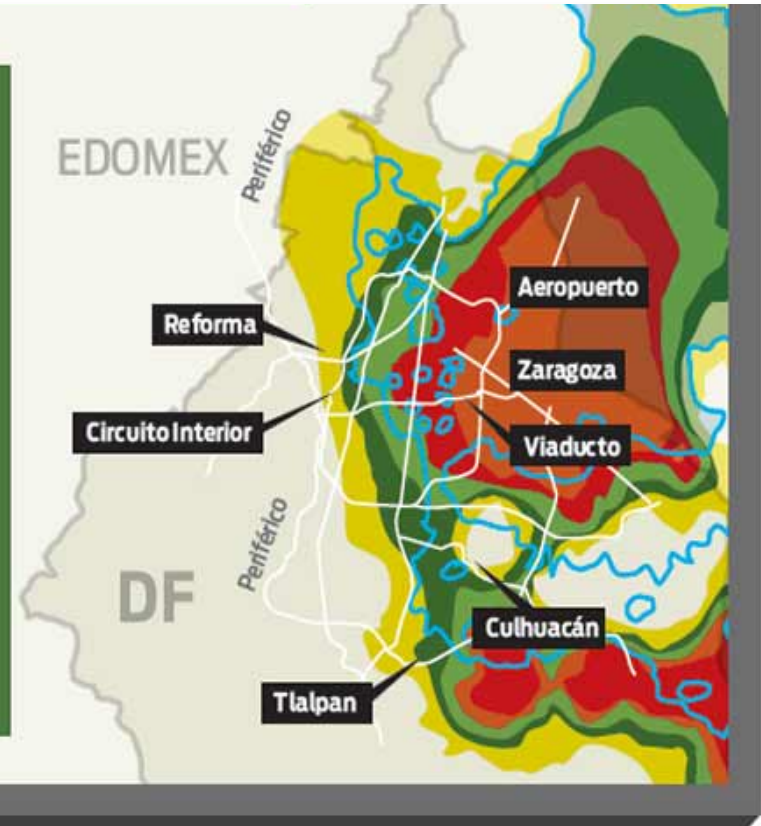 EDOMEX
Periférico
Aeropuerto
Reforma
Zaragoza
Circuito Interior
Viaducto
Periférico
DF
Culhuacán
Tlalpan